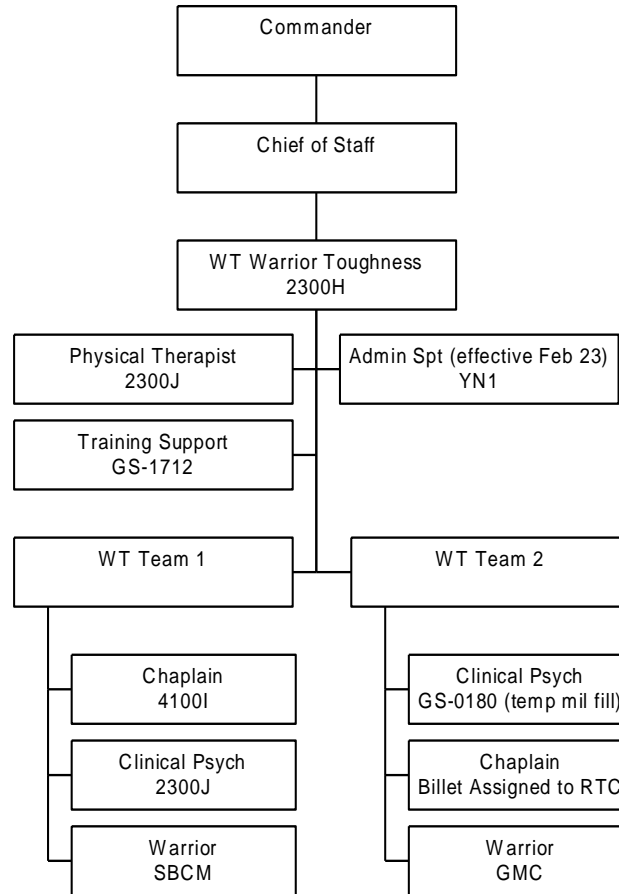 Commander
Chief of Staff
WT Warrior Toughness
2300H
Physical Therapist
2300J
Admin Spt (effective Feb 23)
YN1
Training Support
GS-1712
WT Team 1
WT Team 2
Chaplain
4100I
Clinical Psych
2300J
Warrior
SBCM
Clinical Psych
GS-0180 (temp mil fill)
Chaplain
Billet Assigned to RTC
Warrior
GMC